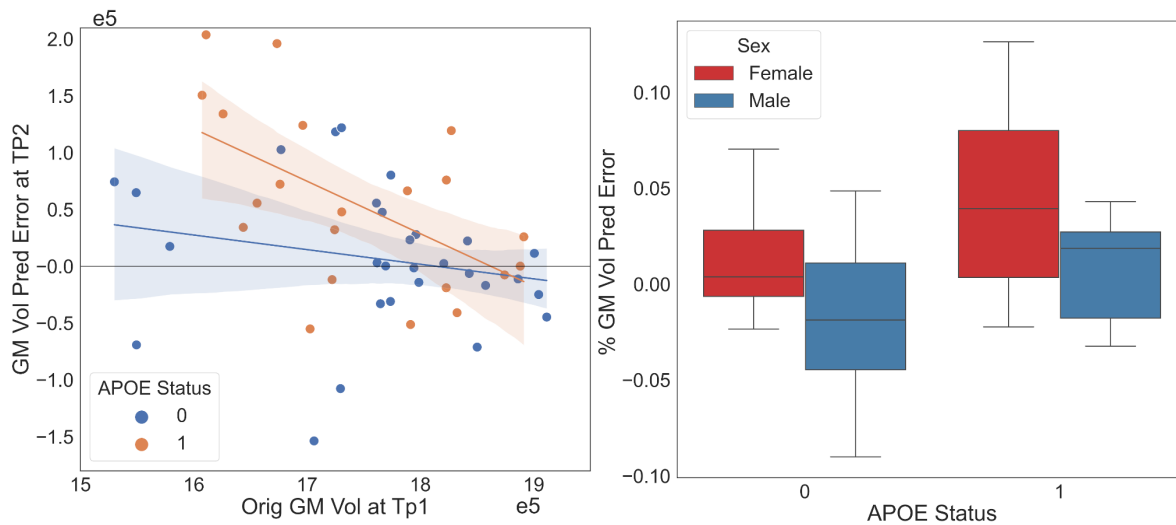 e5
2.0
1.5
1.0
0.5
−0.0
−0.5
−1.0
−1.5
GM Vol Pred Error at TP2
APOE Status
0
1
15 16 17 18 19
Orig GM Vol at Tp1 e5
0.10
0.05
0.00
−0.05
−0.10
% GM Vol Pred Error
Sex
Female
Male
0 1
APOE Status